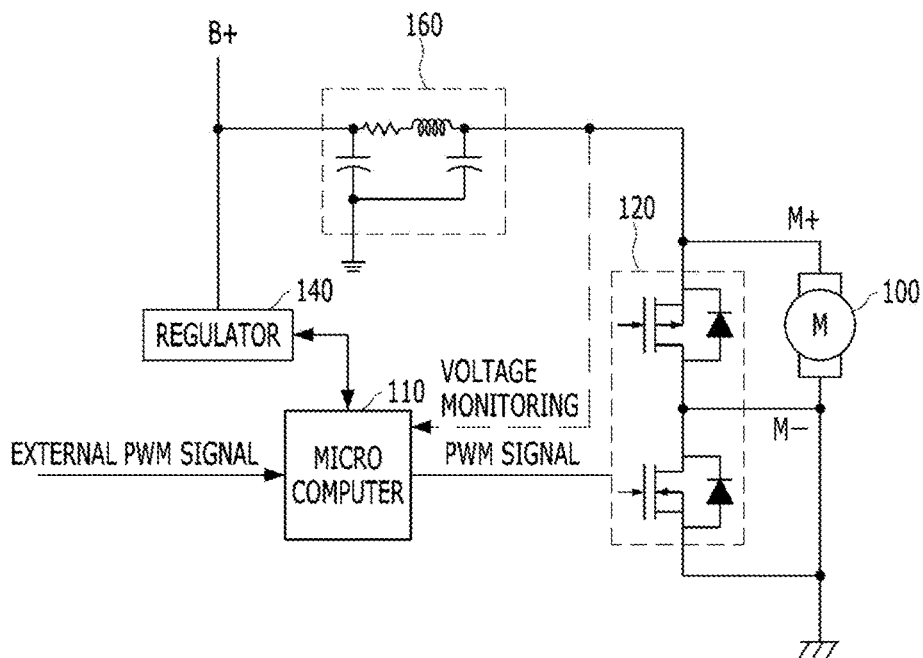 160
B+
120
M+
140
100
REGULATOR
M
VOLTAGE
MONITORING
110
M−
EXTERNAL PWM SIGNAL
MICRO
COMPUTER
PWM SIGNAL